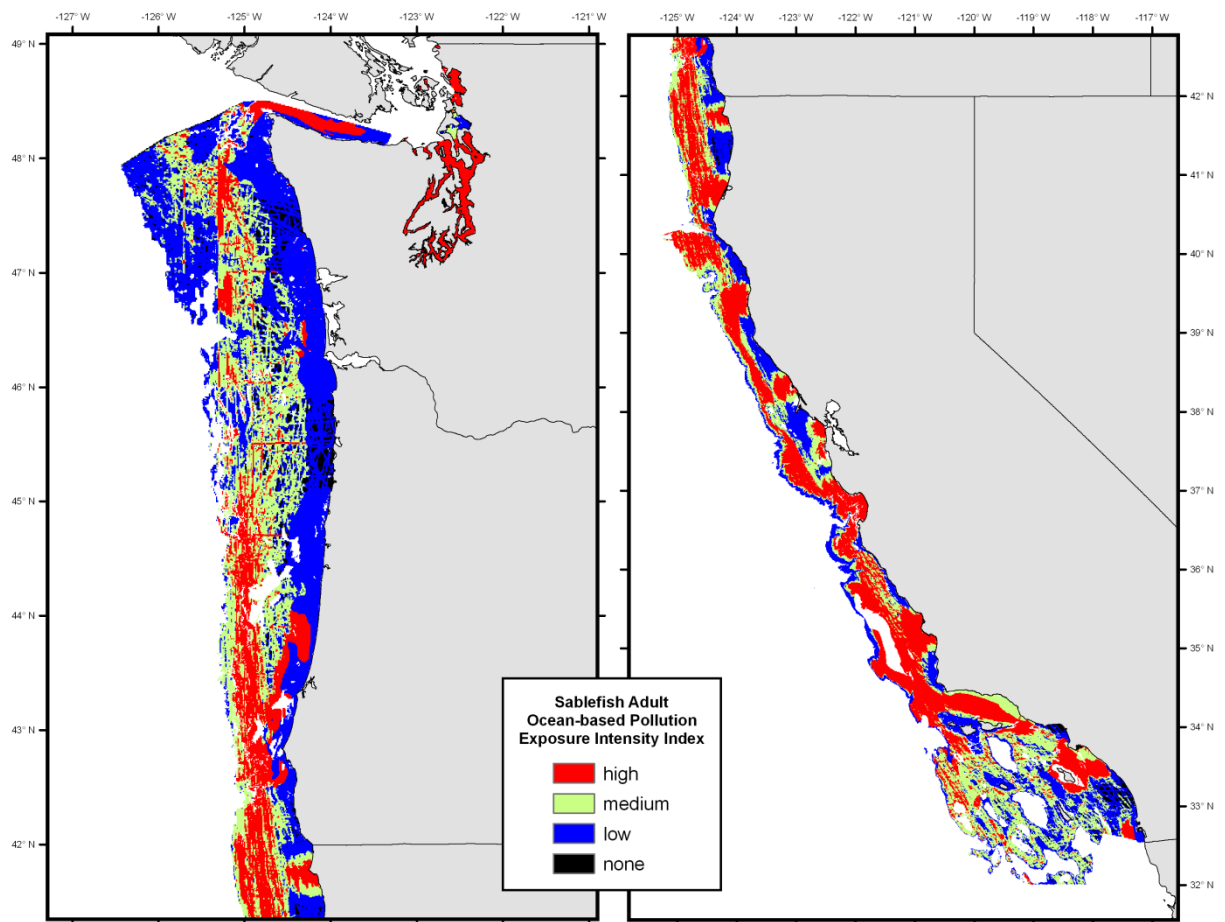 -127° W -126° W -125° W -124° W -123° W -122° W -121° W
-125° W -124° W -123° W -122° W -121° W -120° W -119° W -118° W -117° W
49° N
48° N
47° N
46° N
45° N
44° N
43° N
42° N
42° N
41° N
40° N
39° N
38° N
37° N
36° N
35° N
34° N
33° N
32° N
Sablefish Adult
Ocean-based Pollution
Exposure Intensity Index
high
medium
low
none